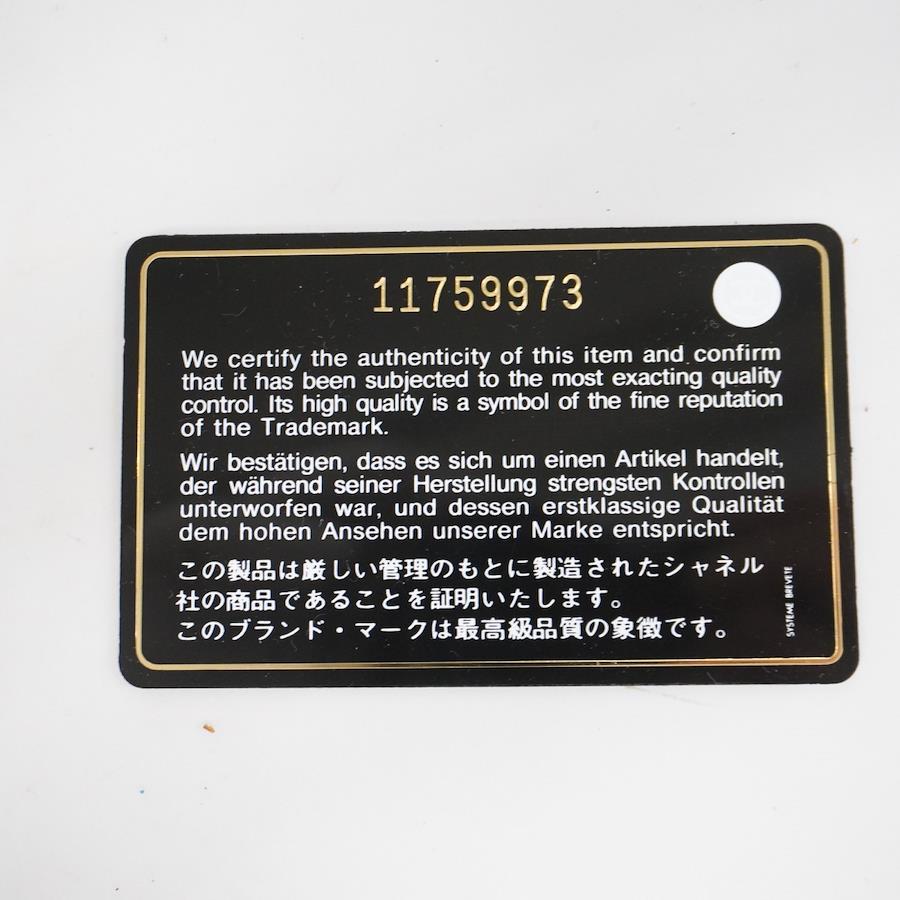 11759973
We certify the authenticity of this item and confirm
that it has been subjected to the most exacting quality
control. Its high quality is a symbol of the fine reputation
of the Trademark.
Wir bestätigen, dass es sich um einen Artikel handelt,
der während seiner Herstellung strengsten Kontrollen
unterworfen war, und dessen erstklassige Qualität
dem hohen Ansehen unserer Marke entspricht.
この製品は厳しい管理のもとに製造されたシャネル
社の商品であることを証明いたします。
このブランド・マークは最高級品質の象徴です。
SYSTEME BREVETE